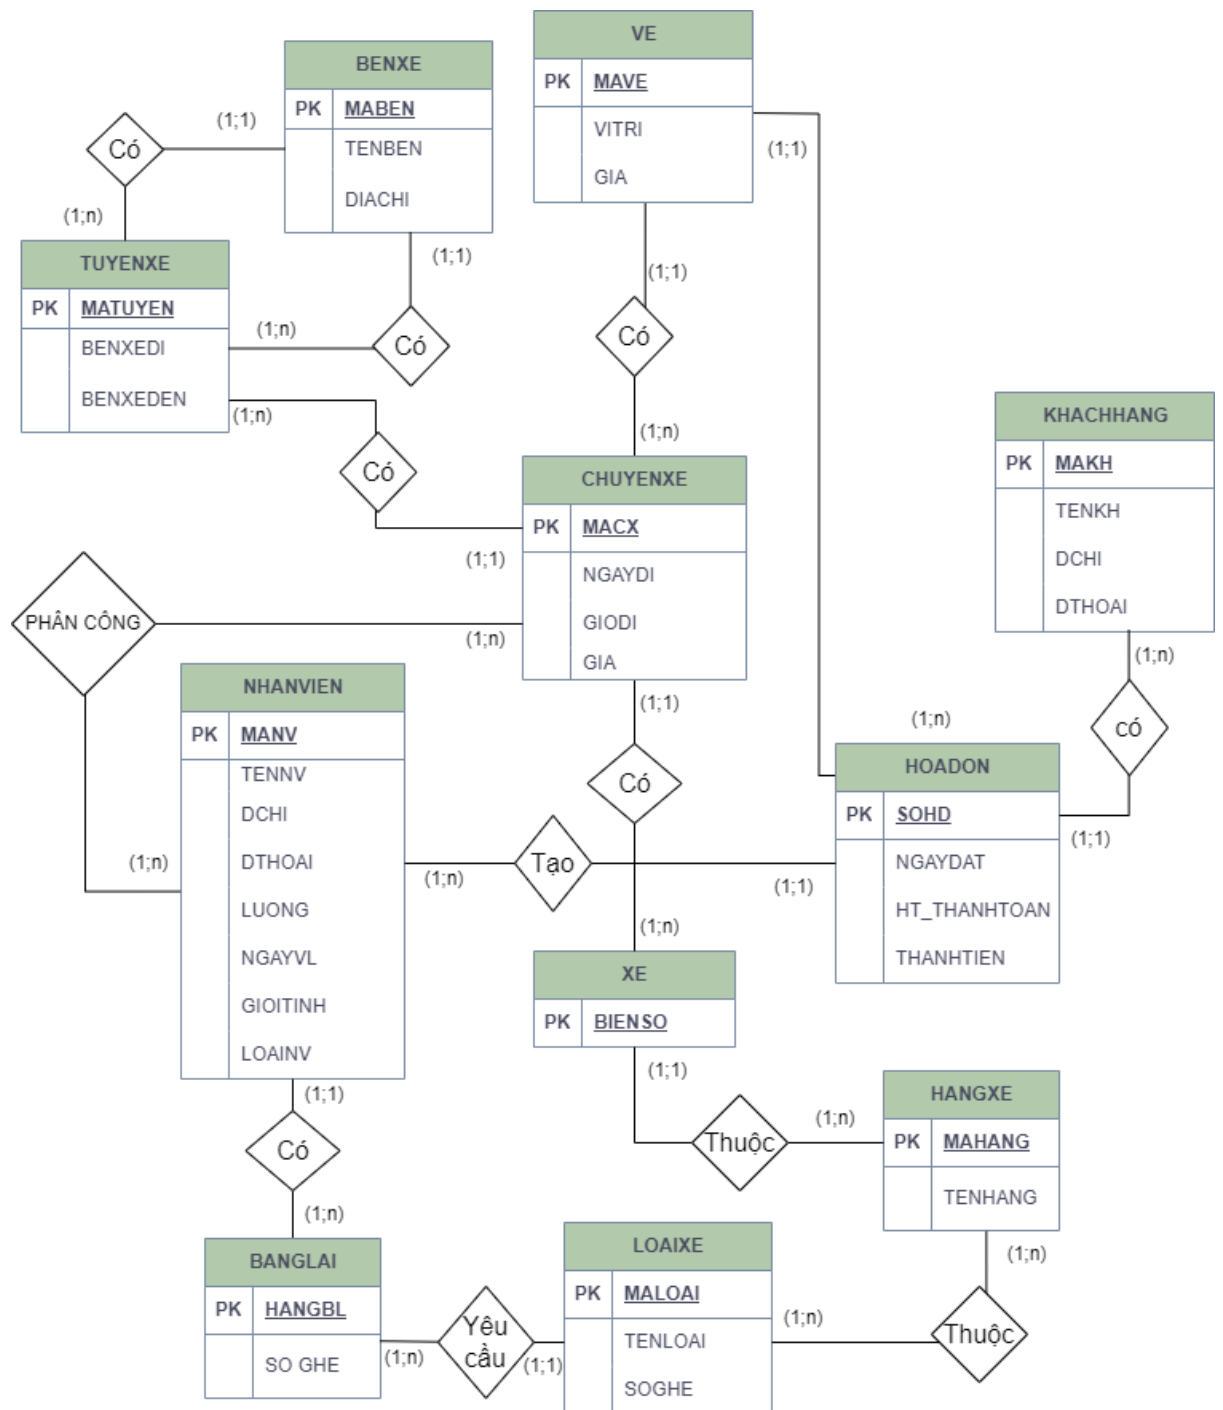 VE
PK MAVE
VITRI
GIA
BENXE
PK MABEN
TENBEN
DIACHI
(1;1)
Có
(1;n)
(1;1)
(1;1)
TUYENXE
PK MATUYEN
BENXEDI
BENXEDEN
(1;n)
Có
(1;n)
(1;1)
Có
(1;n)
Có
(1;1)
CHUYENXE
PK MACX
NGAYDI
GIODI
GIA
KHACHHANG
PK MAKH
TENKH
DCHI
DTHOAI
(1;n)
có
(1;1)
PHÂN CÔNG
(1;n)
(1;n)
NHANVIEN
PK MANV
TENNV
DCHI
DTHOAI
LUONG
NGAYVL
GIOITINH
LOAINV
(1;1)
Có
(1;n)
(1;n)
HOADON
PK SOHD
NGAYDAT
HT_THANHTOAN
THANHTIEN
(1;n)
Tạo
(1;1)
XE
PK BIENSO
(1;1)
Thuộc
(1;n)
HANGXE
PK MAHANG
TENHANG
(1;n)
Thuộc
(1;n)
(1;1)
Có
(1;n)
BANGLAI
PK HANGBL
SO GHE
(1;n)
Yêu
cầu
(1;1)
LOAIXE
PK MALOAI
TENLOAI
SOGHE